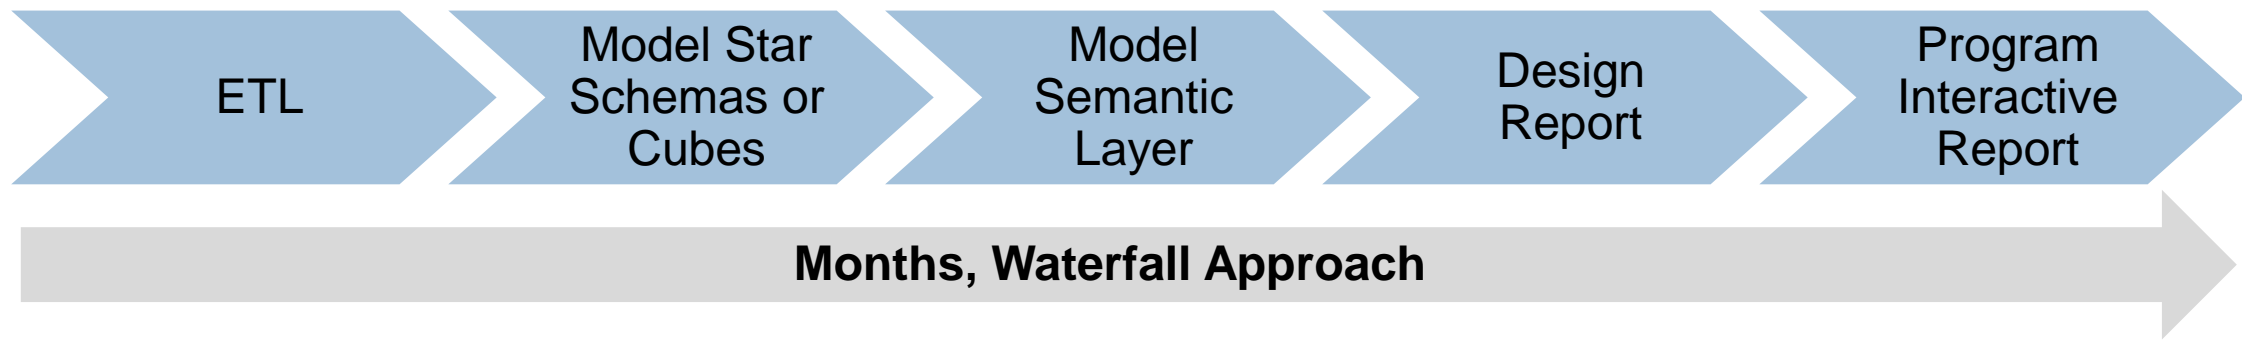 ETL
Model Star
Schemas or
Cubes
Model
Semantic
Layer
Design
Report
Program
Interactive
Report
Months, Waterfall Approach